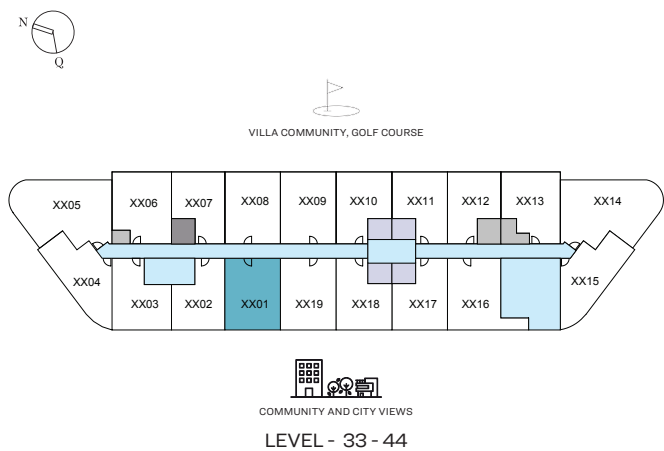 N
Q
VILLA COMMUNITY, GOLF COURSE
XX05 XX06 XX07 XX08 XX09 XX10 XX11 XX12 XX13 XX14
XX04 XX03 XX02 XX01 XX19 XX18 XX17 XX16 XX15
COMMUNITY AND CITY VIEWS
LEVEL - 33 - 44